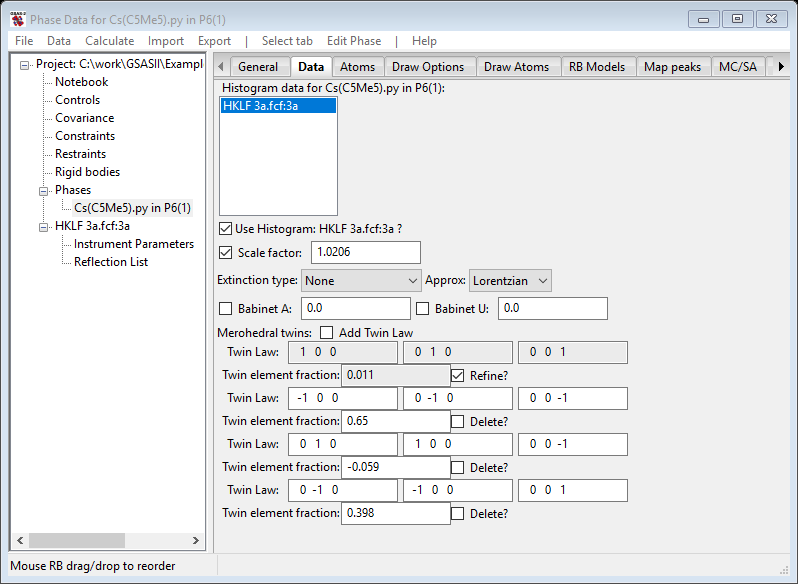 Phase Data for Cs(C5Me5).py in P6(1)
File Data Calculate Import Export | Select tab Edit Phase | Help
Project: C:\work\GSASII\Exampl
Notebook
Controls
Covariance
Constraints
Restraints
Rigid bodies
Phases
Cs(C5Me5).py in P6(1)
HKLF 3a.fcf:3a
Instrument Parameters
Reflection List
General Data Atoms Draw Options Draw Atoms RB Models Map peaks MC/SA
Histogram data for Cs(C5Me5).py in P6(1):
HKLF 3a.fcf:3a
Use Histogram: HKLF 3a.fcf:3a ?
Scale factor: 1.0206
Extinction type: None Approx: Lorentzian
Babinet A: 0.0 Babinet U: 0.0
Merohedral twins: Add Twin Law
Twin Law: 1 0 0 0 1 0 0 0 1
Twin element fraction: 0.011 Refine?
Twin Law: -1 0 0 0 -1 0 0 0 -1
Twin element fraction: 0.65 Delete?
Twin Law: 0 1 0 1 0 0 0 0 -1
Twin element fraction: -0.059 Delete?
Twin Law: 0 -1 0 -1 0 0 0 0 1
Twin element fraction: 0.398 Delete?
Mouse RB drag/drop to reorder